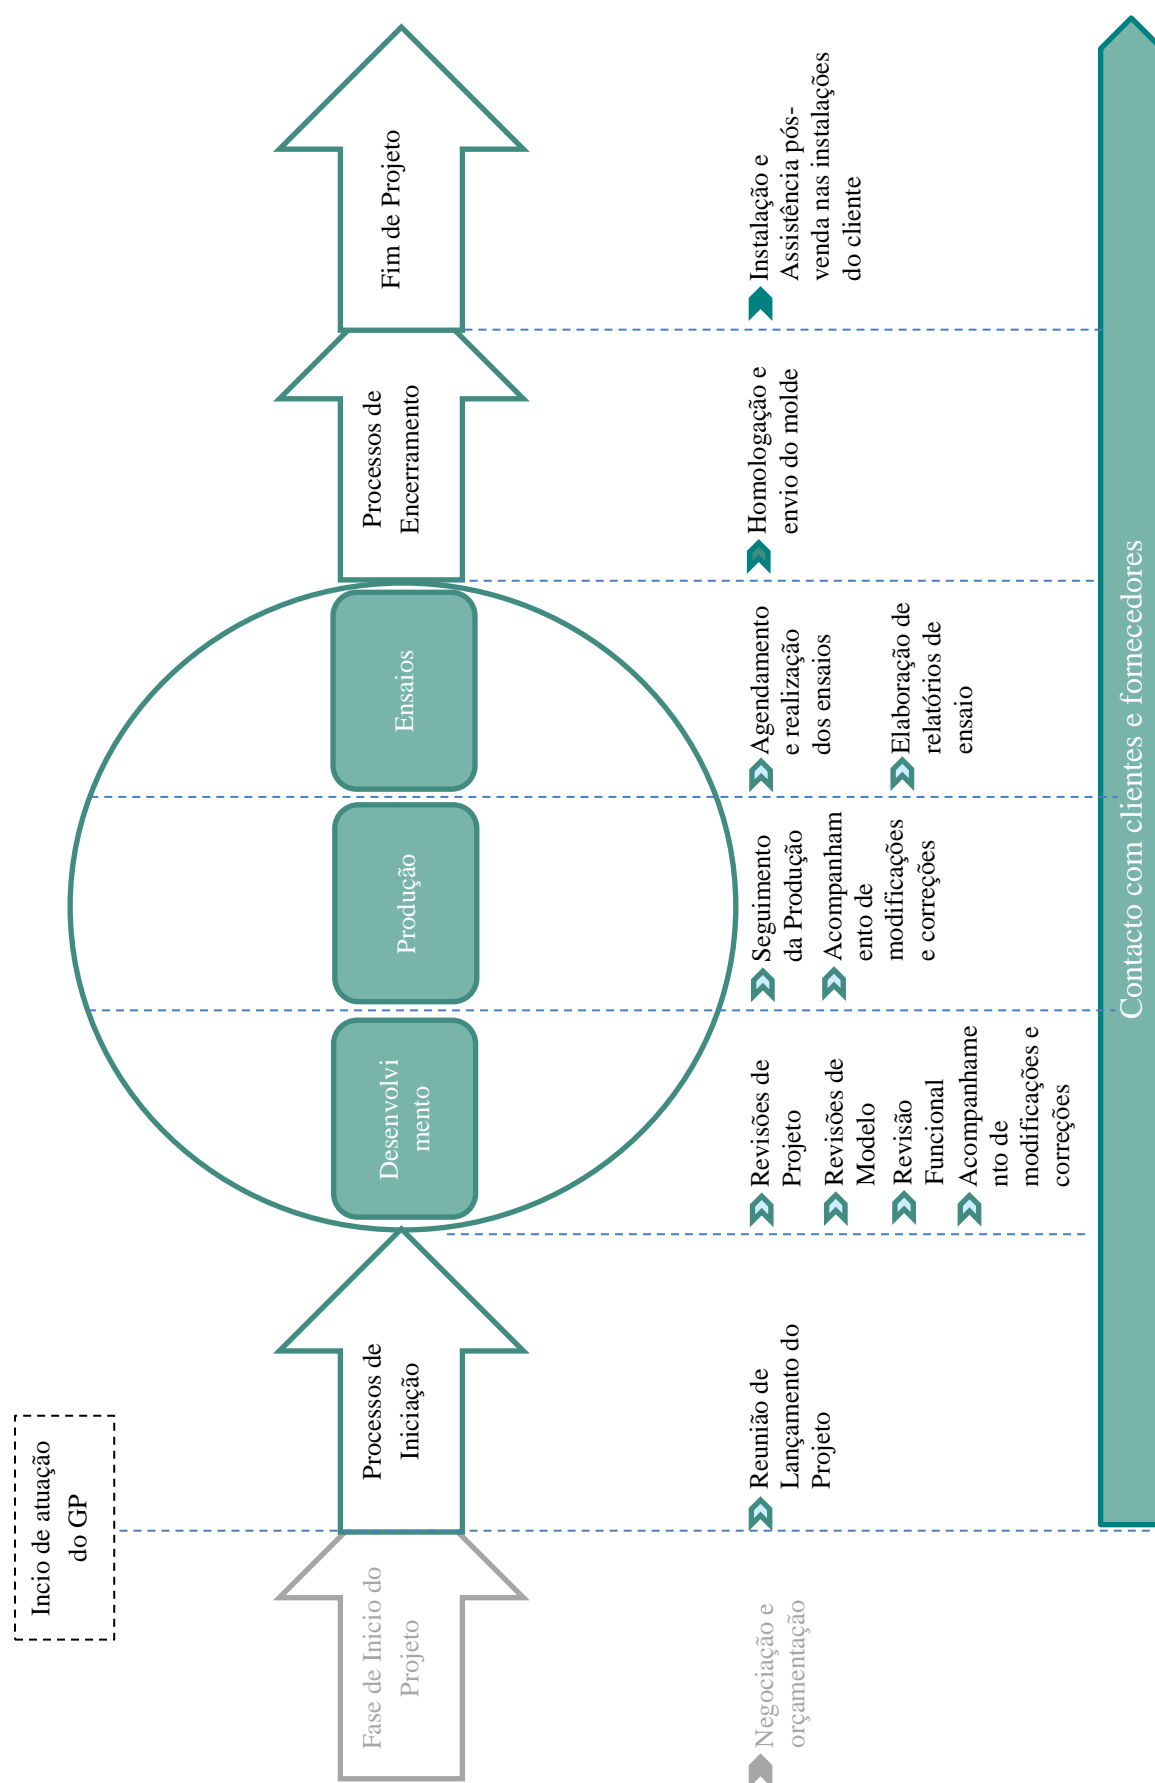 Incio de atuação
do GP
Fase de Inicio do
Projeto
Processos de
Iniciação
Desenvolvi
mento
Produção
Ensaios
Processos de
Encerramento
Fim de Projeto
Negociação e
orçamentação
Reunião de
Lançamento do
Projeto
Revisões de
Projeto
Revisões de
Modelo
Revisão
Funcional
Acompanhame
nto de
modificações e
correções
Seguimento
da Produção
Acompanham
ento de
modificações
e correções
Agendamento
e realização
dos ensaios
Elaboração de
relatórios de
ensaio
Homologação e
envio do molde
Instalação e
Assistência pós-
venda nas instalações
do cliente
Contacto com clientes e fornecedores